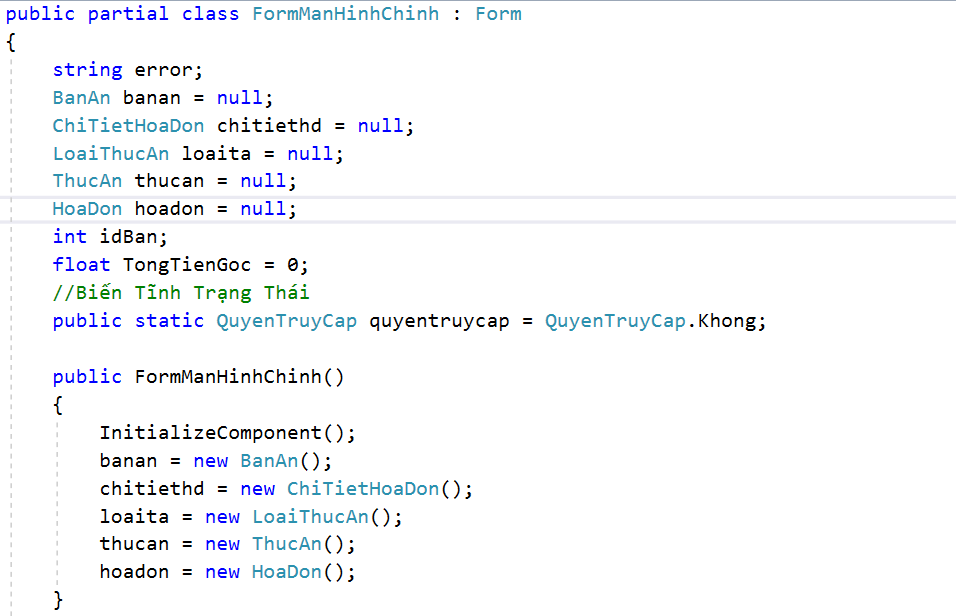 public partial class FormManHinhChinh : Form
{
string error;
BanAn banan = null;
ChiTietHoaDon chitiethd = null;
LoaiThucAn loaita = null;
ThucAn thucan = null;
HoaDon hoadon = null;
int idBan;
float TongTienGoc = 0;
//Biến Tĩnh Trạng Thái
public static QuyenTruyCap quyentruycap = QuyenTruyCap.Khong;
public FormManHinhChinh()
{
InitializeComponent();
banan = new BanAn();
chitiethd = new ChiTietHoaDon();
loaita = new LoaiThucAn();
thucan = new ThucAn();
hoadon = new HoaDon();
}